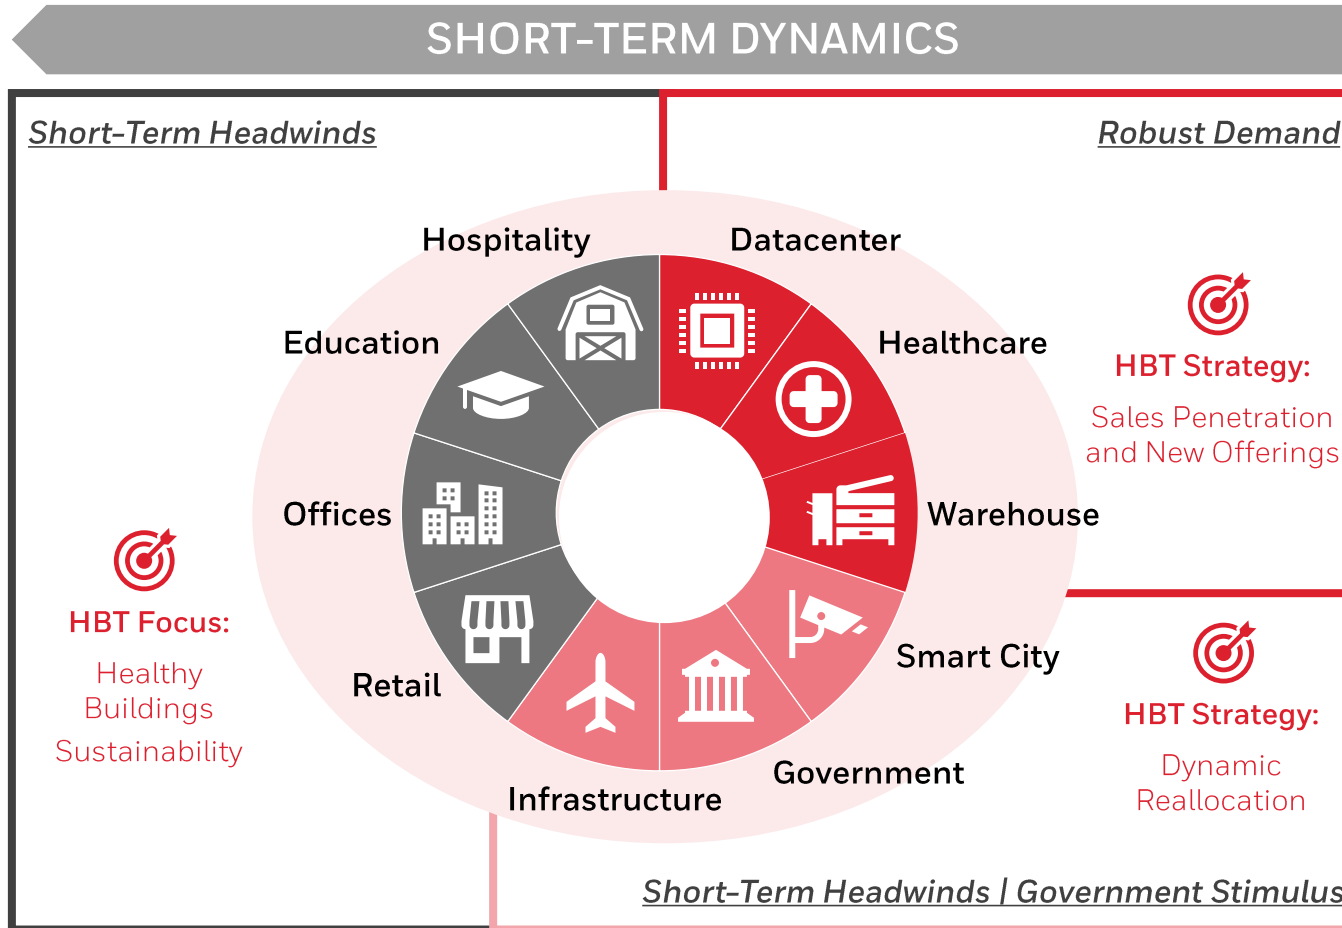 SHORT-TERM DYNAMICS
Short-Term Headwinds
Robust Demand
Hospitality
Datacenter
Education
Healthcare
Offices
Warehouse
Retail
Smart City
Infrastructure
Government
HBT Strategy:
Sales Penetration
and New Offerings
HBT Focus:
Healthy
Buildings
Sustainability
HBT Strategy:
Dynamic
Reallocation
Short-Term Headwinds | Government Stimulus